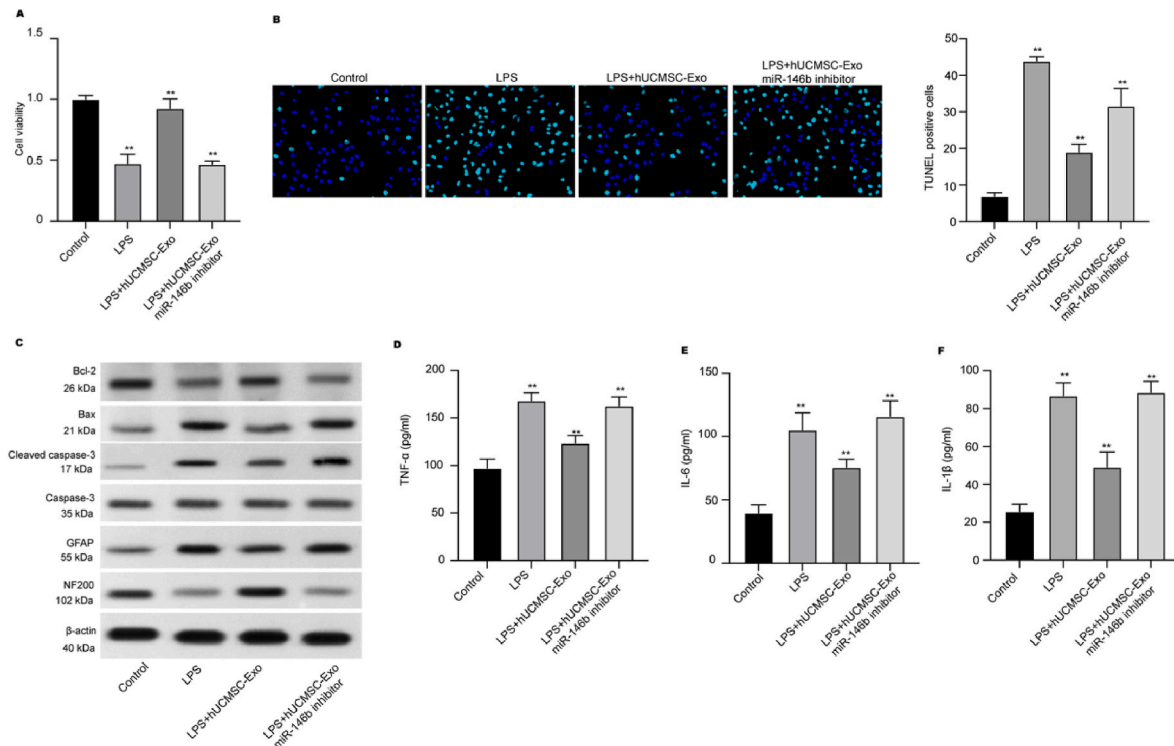 A
Cell viability
1.5
1.0
0.5
0
**
**
**
Control
LPS
LPS+hUCMSC-Exo
LPS+hUCMSC-Exo
miR-146b inhibitor
B
Control
LPS
LPS+hUCMSC-Exo
LPS+hUCMSC-Exo
miR-146b inhibitor
TUNEL positive cells
50
40
30
20
10
0
**
**
**
Control
LPS
LPS+hUCMSC-Exo
LPS+hUCMSC-Exo
miR-146b inhibitor
C
Bcl-2
26 kDa
Bax
21 kDa
Cleaved caspase-3
17 kDa
Caspase-3
35 kDa
GFAP
55 kDa
NF200
102 kDa
β-actin
40 kDa
Control
LPS
LPS+hUCMSC-Exo
LPS+hUCMSC-Exo
miR-146b inhibitor
D
TNF-α (pg/ml)
200
150
100
50
0
**
**
**
Control
LPS
LPS+hUCMSC-Exo
LPS+hUCMSC-Exo
miR-146b inhibitor
E
IL-6 (pg/ml)
150
100
50
0
**
**
**
Control
LPS
LPS+hUCMSC-Exo
LPS+hUCMSC-Exo
miR-146b inhibitor
F
IL-1β (pg/ml)
100
80
60
40
20
0
**
**
**
Control
LPS
LPS+hUCMSC-Exo
LPS+hUCMSC-Exo
miR-146b inhibitor